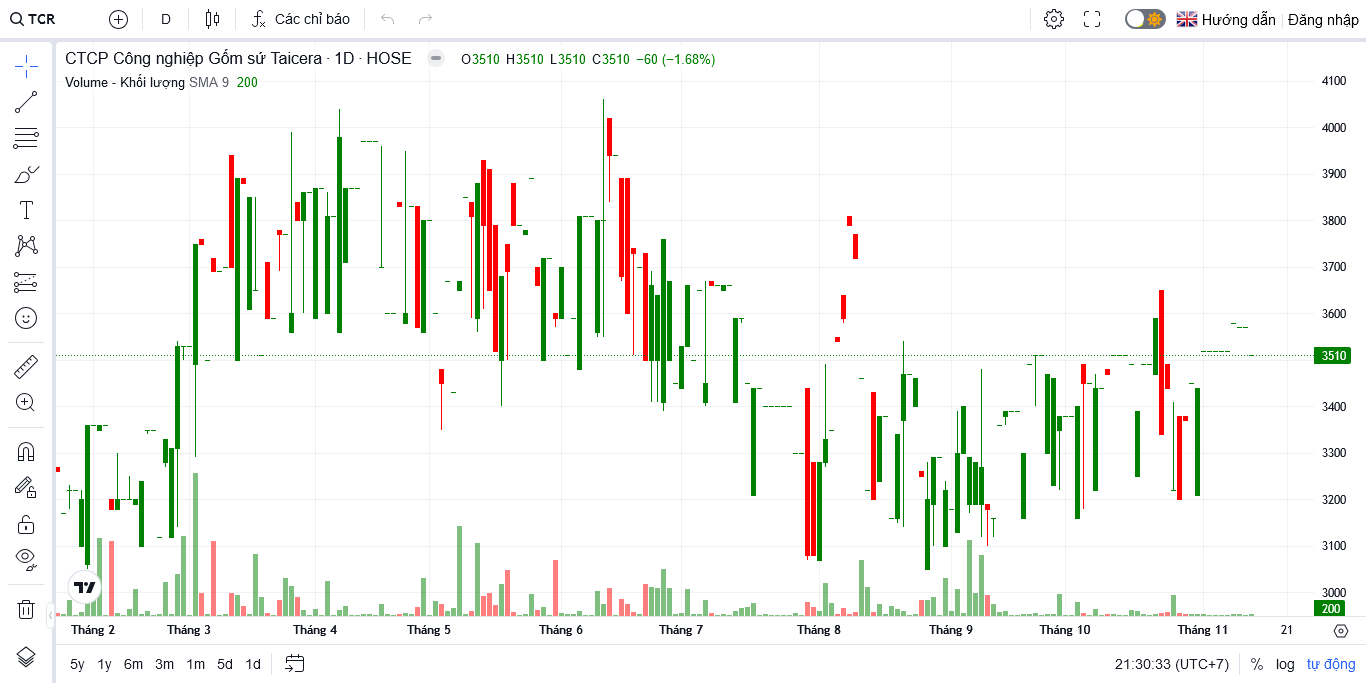 TCR D Các chỉ báo Hướng dẫn Đăng nhập
CTCP Công nghiệp Gốm sứ Taicera · 1D · HOSE O3510 H3510 L3510 C3510 −60 (−1.68%)
Volume - Khối lượng SMA 9 200
4100
4000
3900
3800
3700
3600
3510
3400
3300
3200
3100
3000
200
Tháng 2 Tháng 3 Tháng 4 Tháng 5 Tháng 6 Tháng 7 Tháng 8 Tháng 9 Tháng 10 Tháng 11 21
5y 1y 6m 3m 1m 5d 1d 21:30:33 (UTC+7) % log tự động